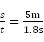 s/t = 5m/1.8s